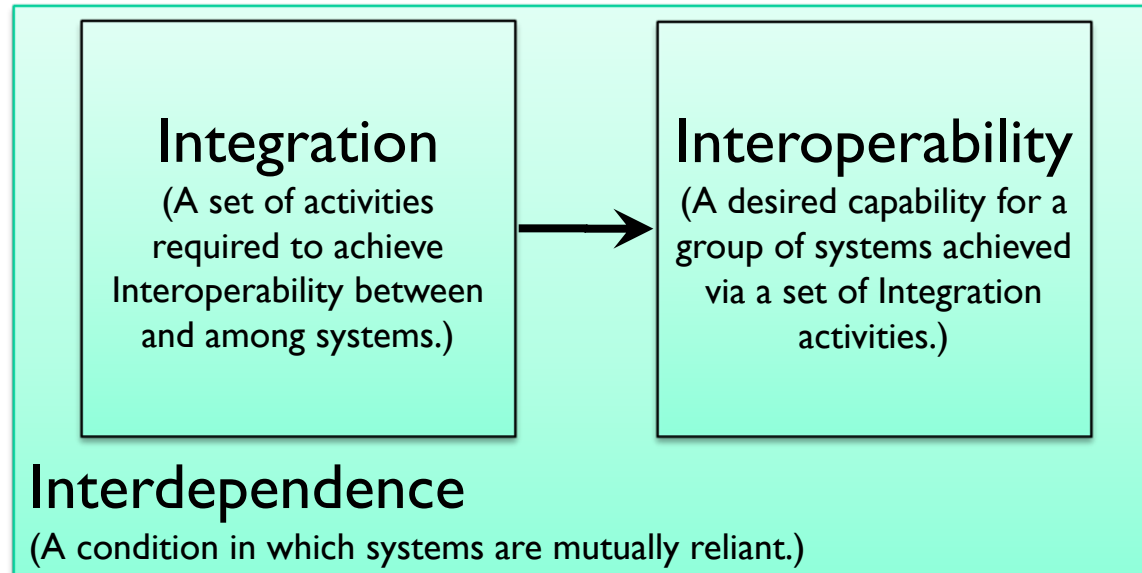 Integration
(A set of activities
required to achieve
Interoperability between
and among systems.)
Interoperability
(A desired capability for a
group of systems achieved
via a set of Integration
activities.)
Interdependence
(A condition in which systems are mutually reliant.)